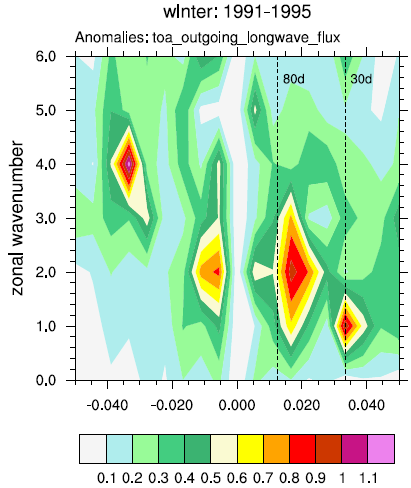 winter: 1991-1995
Anomalies: toa_outgoing_longwave_flux
80d 30d
6.0
5.0
4.0
3.0
2.0
1.0
0.0
zonal wavenumber
-0.040 -0.020 0.000 0.020 0.040
0.1 0.2 0.3 0.4 0.5 0.6 0.7 0.8 0.9 1 1.1